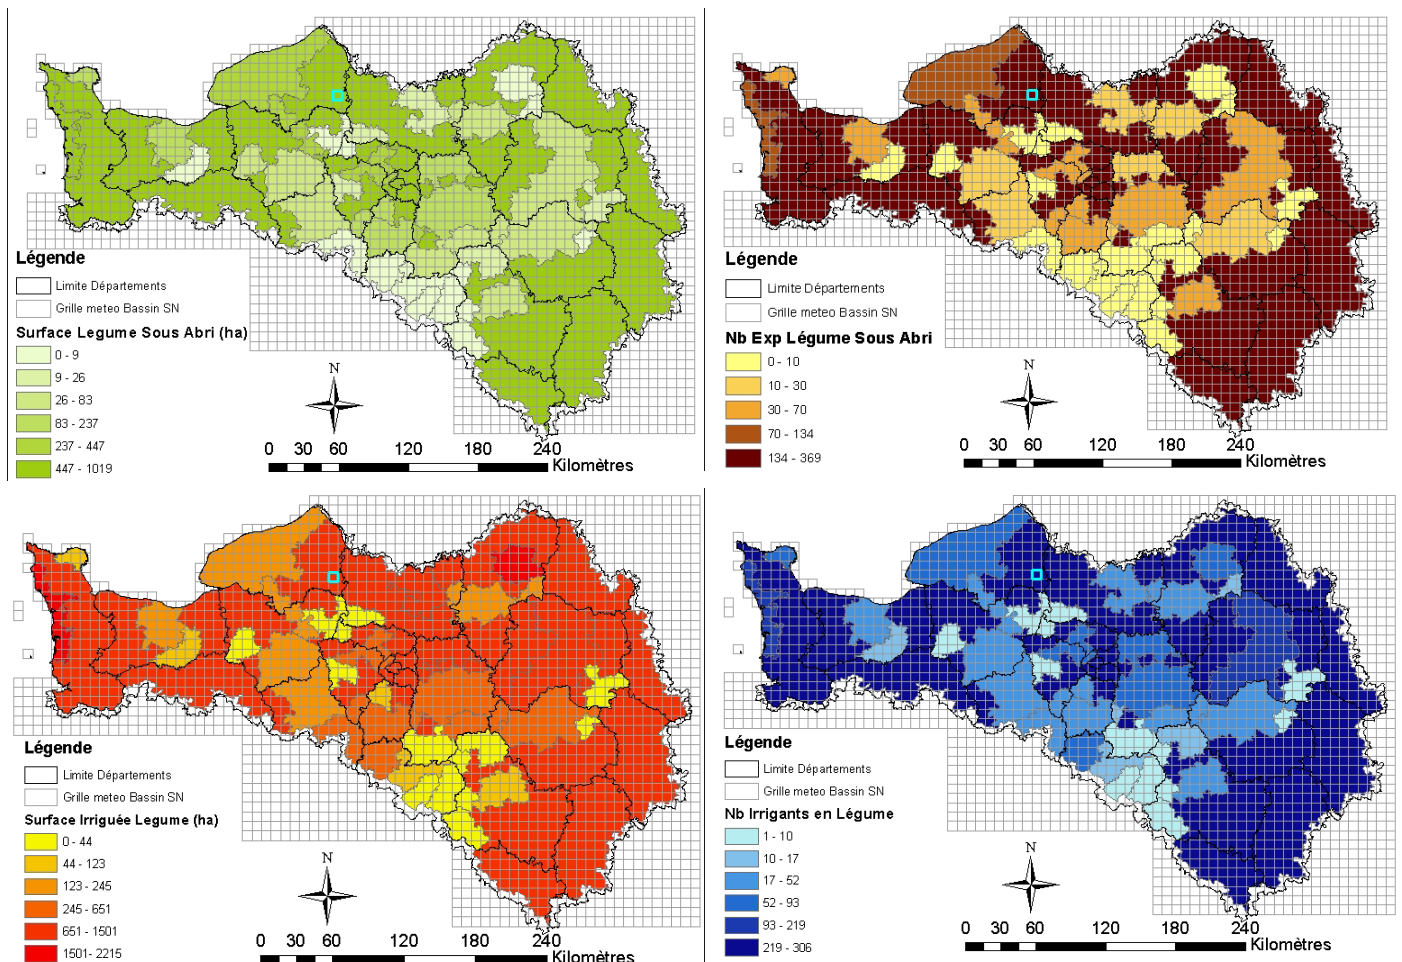 Légende
Limite Départements
Grille meteo Bassin SN
Surface Legume Sous Abri (ha)
0 - 9
9 - 26
26 - 83
83 - 237
237 - 447
447 - 1019
N
0 30 60 120 180 240
Kilomètres
Légende
Limite Départements
Grille meteo Bassin SN
Nb Exp Légume Sous Abri
0 - 10
10 - 30
30 - 70
70 - 134
134 - 369
N
0 30 60 120 180 240
Kilomètres
Légende
Limite Départements
Grille meteo Bassin SN
Surface Irriguée Legume (ha)
0 - 44
44 - 123
123 - 245
245 - 651
651 - 1501
1501- 2215
N
0 30 60 120 180 240
Kilomètres
Légende
Limite Départements
Grille meteo Bassin SN
Nb Irrigants en Légume
1 - 10
10 - 17
17 - 52
52 - 93
93 - 219
219 - 306
N
0 30 60 120 180 240
Kilomètres